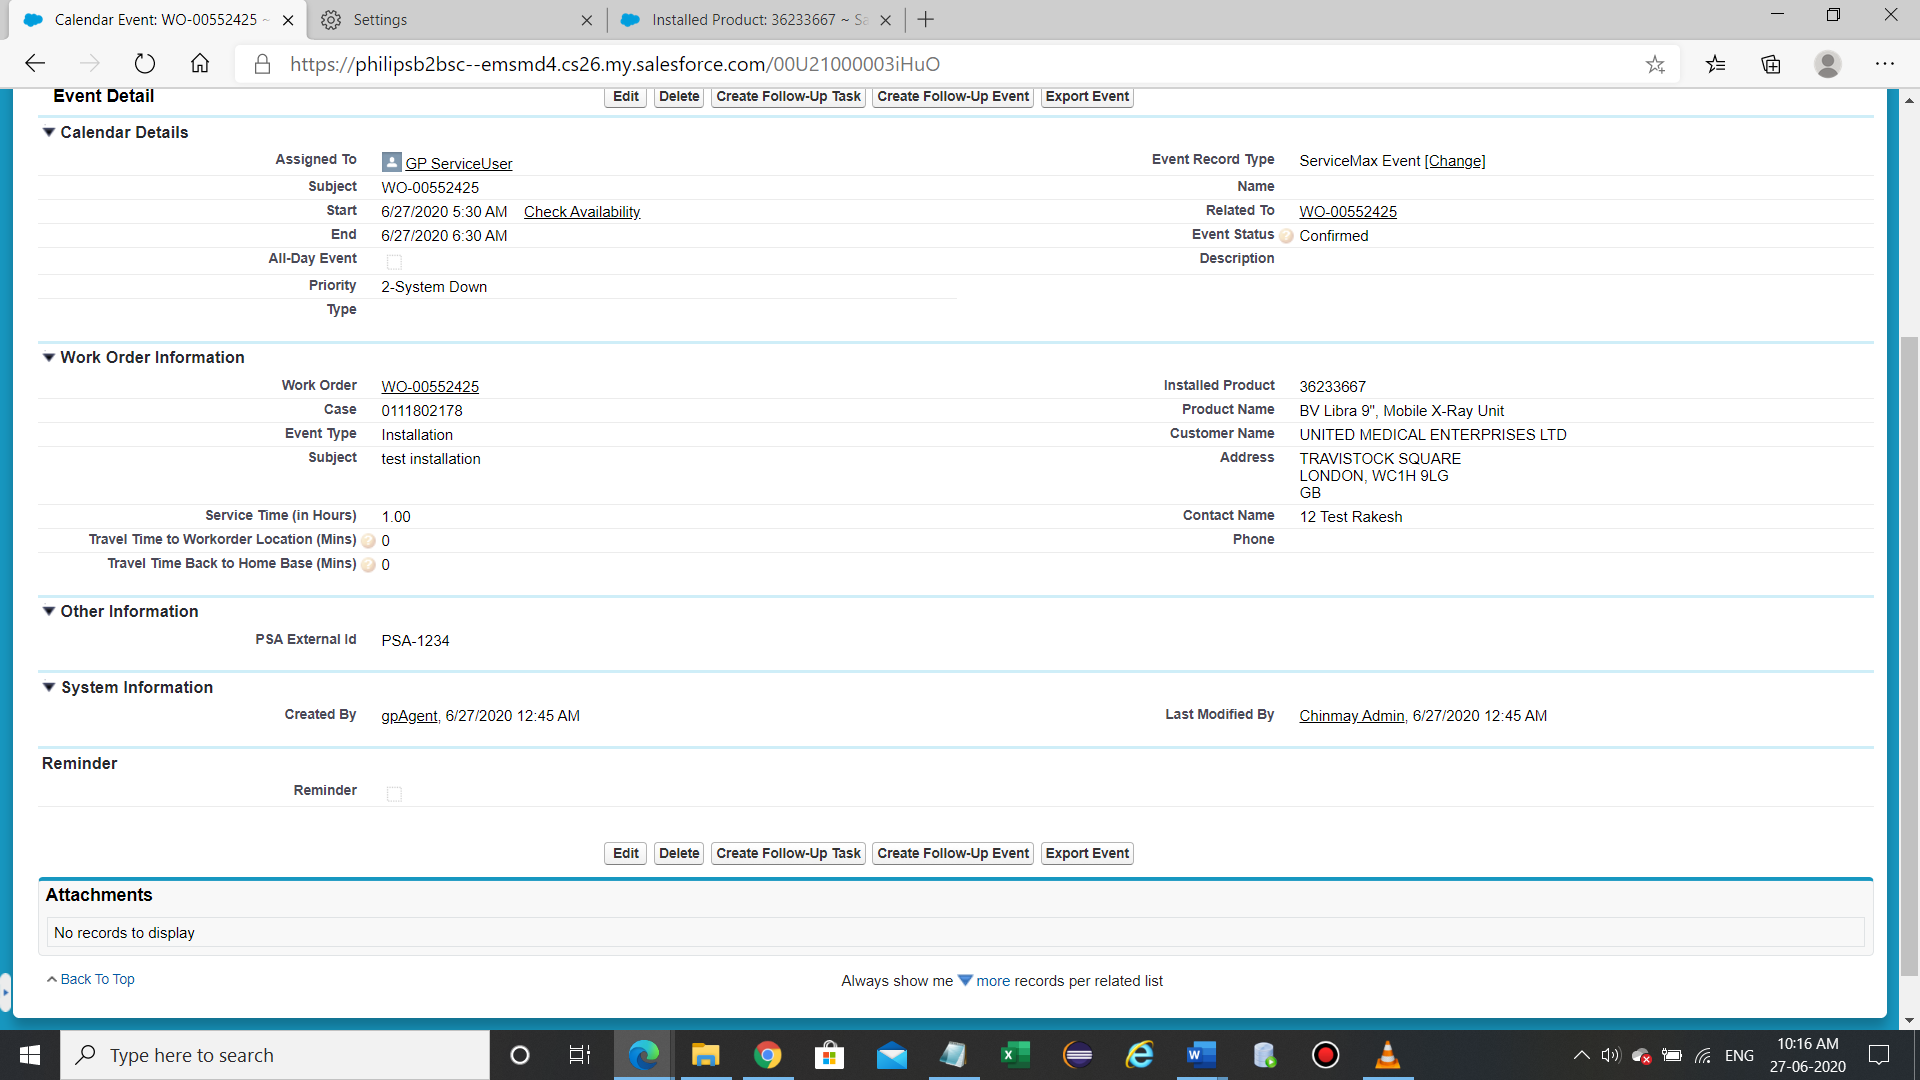 Calendar Event: WO-00552425 ~
Settings
Installed Product: 36233667 ~ Sa
https://philipsb2bsc--emsmd4.cs26.my.salesforce.com/00U21000003iHuO
Event Detail
Edit Delete Create Follow-Up Task Create Follow-Up Event Export Event
Calendar Details
Assigned To GP ServiceUser Event Record Type ServiceMax Event [Change]
Subject WO-00552425 Name
Start 6/27/2020 5:30 AM Check Availability Related To WO-00552425
End 6/27/2020 6:30 AM Event Status ? Confirmed
All-Day Event Description
Priority 2-System Down
Type
Work Order Information
Work Order WO-00552425 Installed Product 36233667
Case 0111802178 Product Name BV Libra 9", Mobile X-Ray Unit
Event Type Installation Customer Name UNITED MEDICAL ENTERPRISES LTD
Subject test installation Address TRAVISTOCK SQUARE
LONDON, WC1H 9LG
GB
Service Time (in Hours) 1.00 Contact Name 12 Test Rakesh
Travel Time to Workorder Location (Mins) ? 0 Phone
Travel Time Back to Home Base (Mins) ? 0
Other Information
PSA External Id PSA-1234
System Information
Created By gpAgent, 6/27/2020 12:45 AM Last Modified By Chinmay Admin, 6/27/2020 12:45 AM
Reminder
Reminder
Edit Delete Create Follow-Up Task Create Follow-Up Event Export Event
Attachments
No records to display
Back To Top Always show me more records per related list
Type here to search
ENG
10:16 AM
27-06-2020